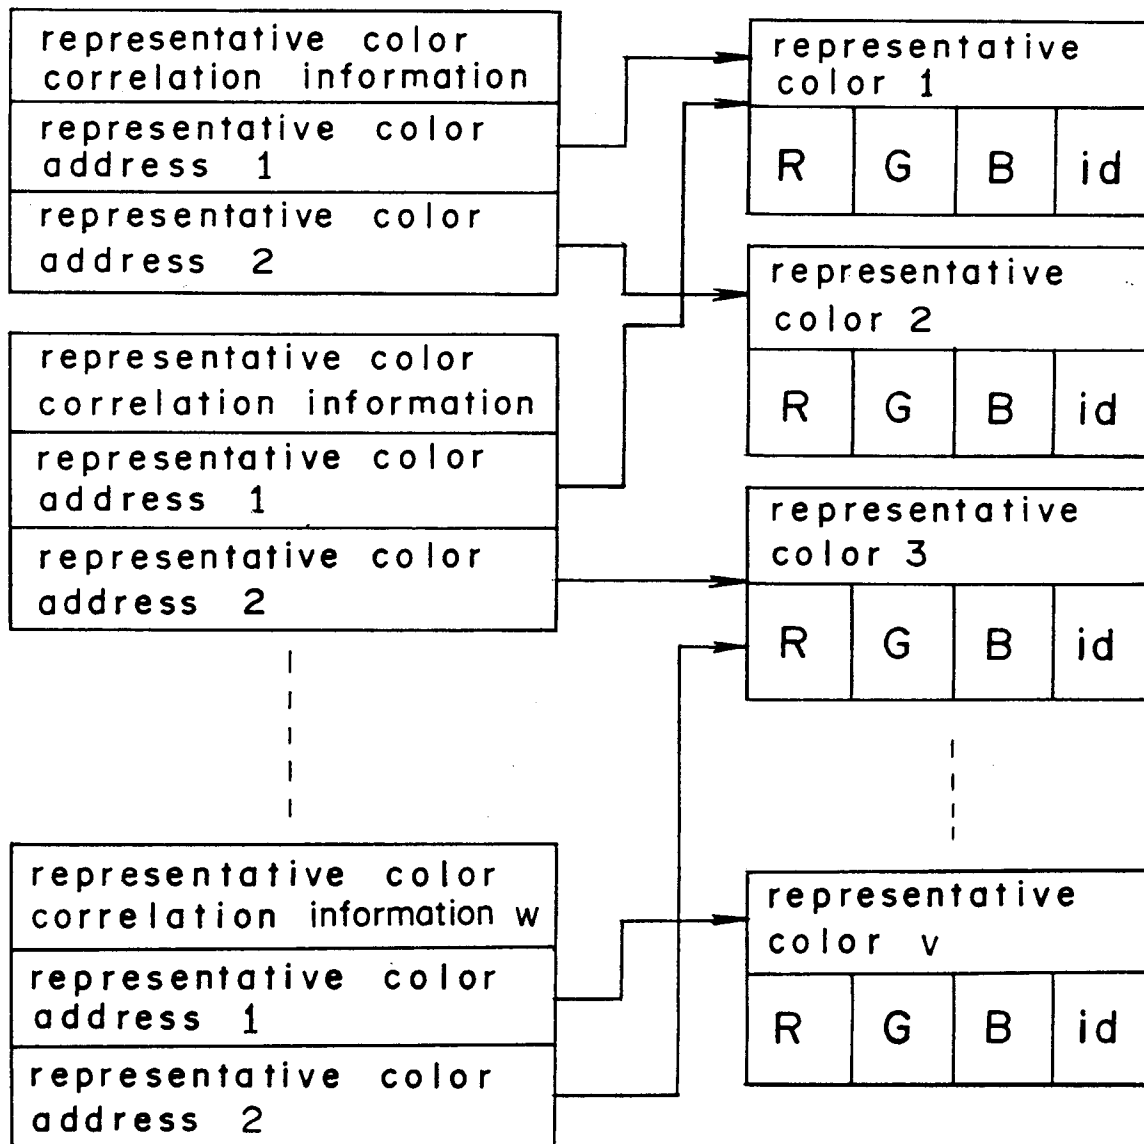 representative color
correlation information
representative color
address 1
representative color
address 2
representative color
correlation information
representative color
address 1
representative color
address 2
representative color
correlation information w
representative color
address 1
representative color
address 2
representative
color 1
R G B id
representative
color 2
R G B id
representative
color 3
R G B id
representative
color v
R G B id